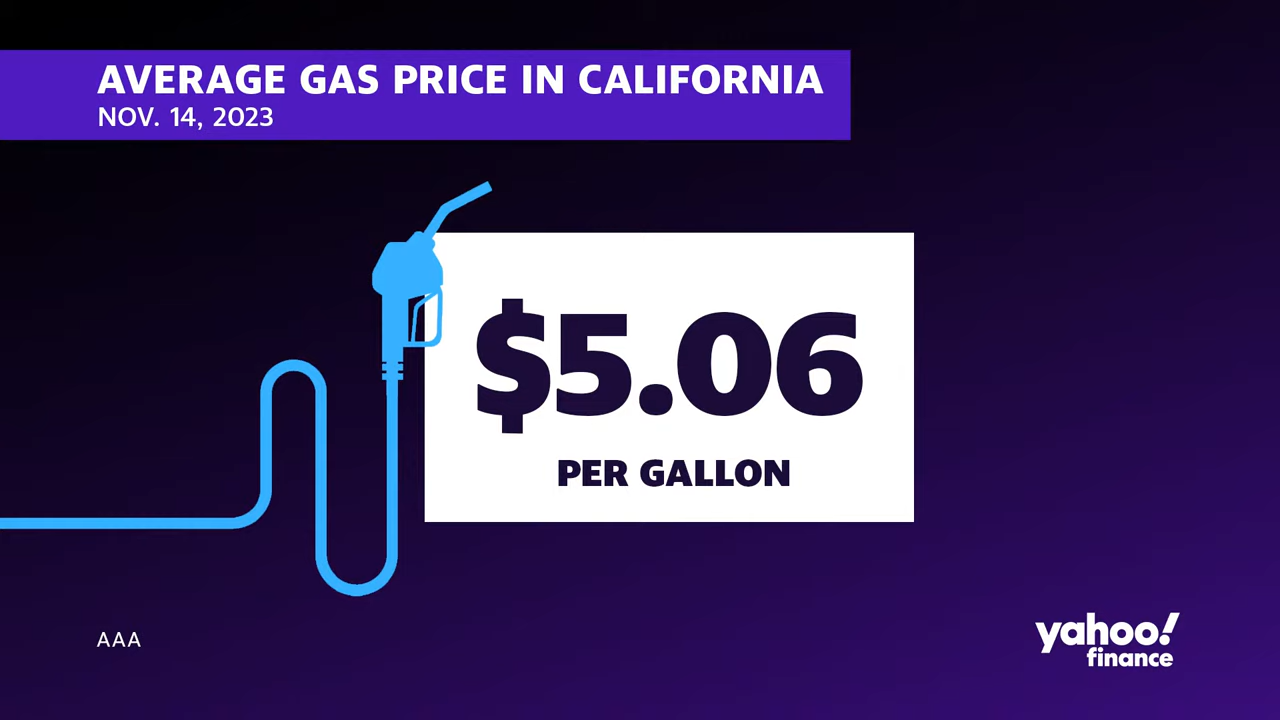 AVERAGE GAS PRICE IN CALIFORNIA
NOV. 14, 2023
$5.06
PER GALLON
AAA
yahoo!
finance